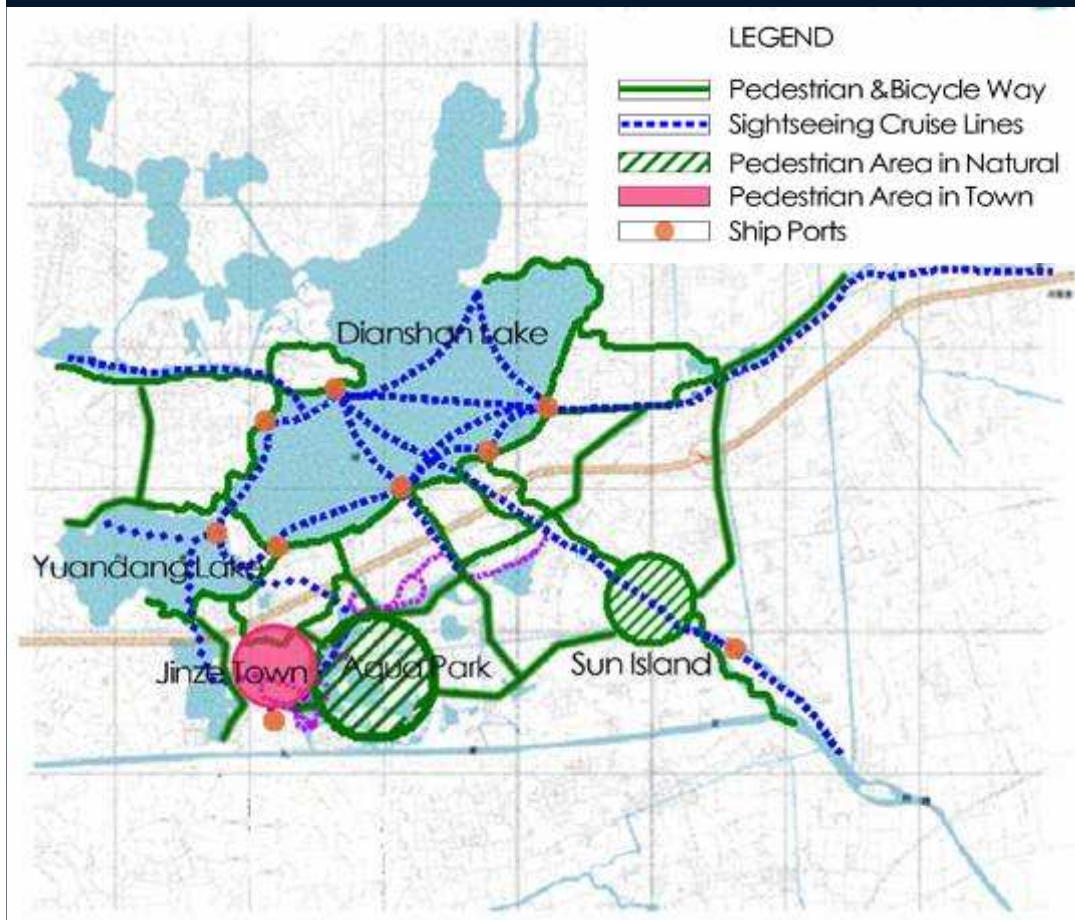 LEGEND
Pedestrian &Bicycle Way
Sightseeing Cruise Lines
Pedestrian Area in Natural
Pedestrian Area in Town
Ship Ports
Dianshan Lake
Yuandang Lake
Jinze Town
Aqua Park
Sun Island